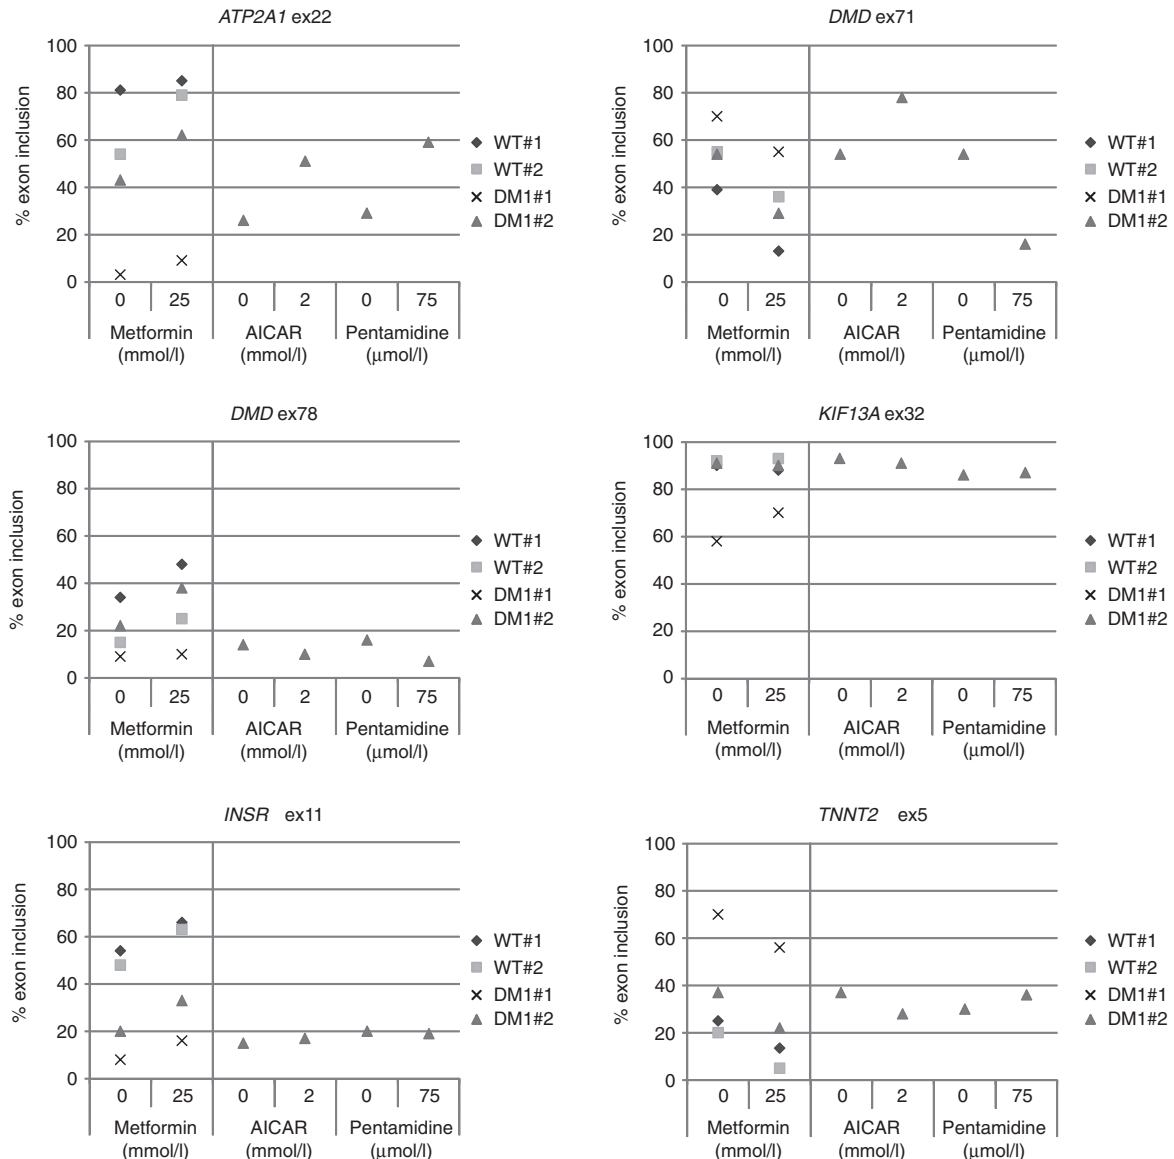 ATP2A1 ex22
% exon inclusion
100
80
60
40
20
0
0 25 0 2 0 75
Metformin AICAR Pentamidine
(mmol/l) (mmol/l) (μmol/l)
WT#1
WT#2
DM1#1
DM1#2
DMD ex71
% exon inclusion
100
80
60
40
20
0
0 25 0 2 0 75
Metformin AICAR Pentamidine
(mmol/l) (mmol/l) (μmol/l)
WT#1
WT#2
DM1#1
DM1#2
DMD ex78
% exon inclusion
100
80
60
40
20
0
0 25 0 2 0 75
Metformin AICAR Pentamidine
(mmol/l) (mmol/l) (μmol/l)
WT#1
WT#2
DM1#1
DM1#2
KIF13A ex32
% exon inclusion
100
80
60
40
20
0
0 25 0 2 0 75
Metformin AICAR Pentamidine
(mmol/l) (mmol/l) (μmol/l)
WT#1
WT#2
DM1#1
DM1#2
INSR ex11
% exon inclusion
100
80
60
40
20
0
0 25 0 2 0 75
Metformin AICAR Pentamidine
(mmol/l) (mmol/l) (μmol/l)
WT#1
WT#2
DM1#1
DM1#2
TNNT2 ex5
% exon inclusion
100
80
60
40
20
0
0 25 0 2 0 75
Metformin AICAR Pentamidine
(mmol/l) (mmol/l) (μmol/l)
WT#1
WT#2
DM1#1
DM1#2